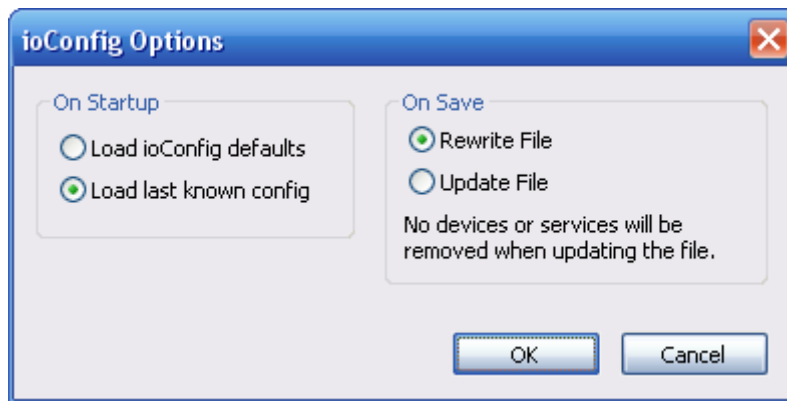 ioConfig Options
On Startup
Load ioConfig defaults
Load last known config
On Save
Rewrite File
Update File
No devices or services will be
removed when updating the file.
OK
Cancel